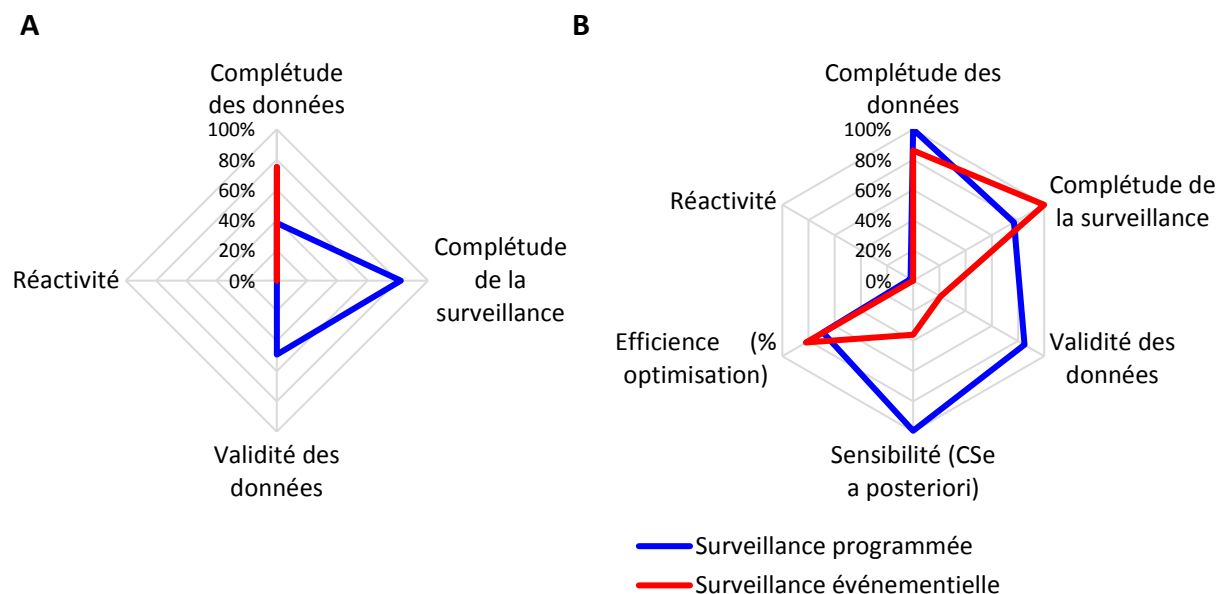 A
Complétude
des données
100%
80%
60%
40%
20%
0%
Réactivité
Complétude
de la
surveillance
Validité des
données
B
Complétude des
données
100%
80%
60%
40%
20%
0%
Réactivité
Complétude de
la surveillance
Efficience (%
optimisation)
Validité des
données
Sensibilité (CSe
a posteriori)
Surveillance programmée
Surveillance événementielle